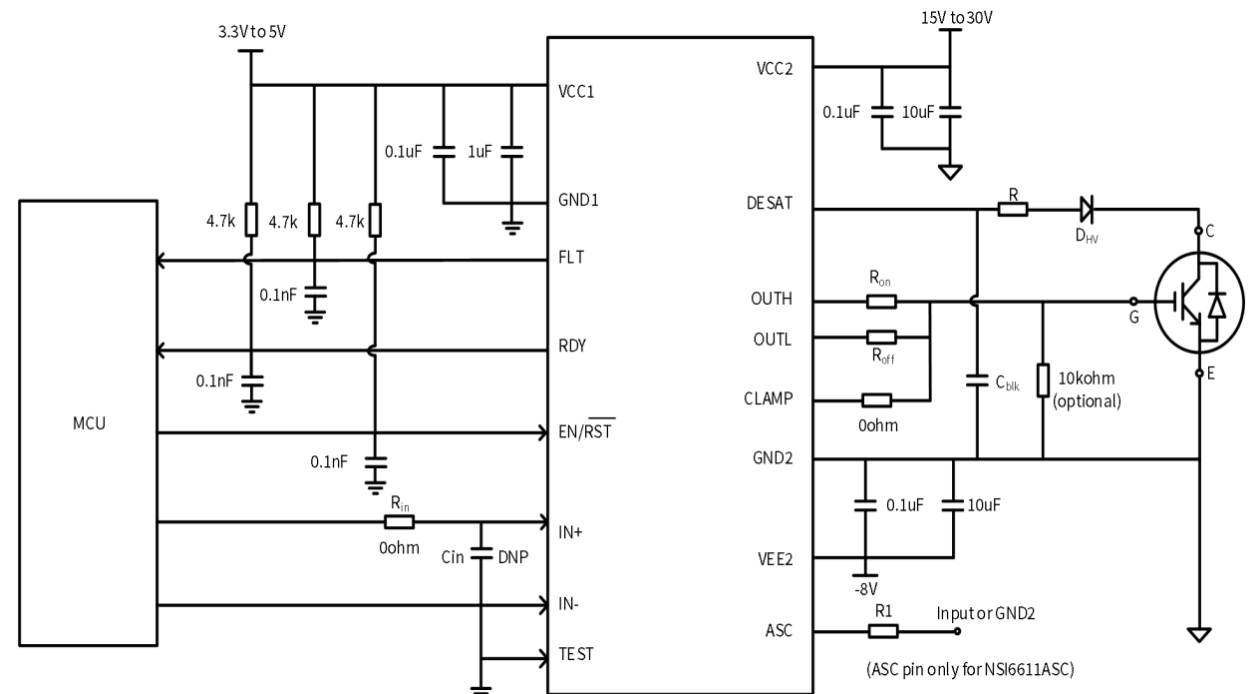 3.3V to 5V
15V to 30V
VCC1
VCC2
0.1uF
1uF
0.1uF
10uF
GND1
DESAT
R
DHV
C
4.7k
4.7k
4.7k
FLT
0.1nF
OUTH
Ron
G
OUTL
Roff
RDY
E
0.1nF
CLAMP
0ohm
Cblk
10kohm
(optional)
MCU
EN/RST
GND2
0.1nF
Rin
0ohm
IN+
0.1uF
10uF
Cin
DNP
VEE2
-8V
IN-
ASC
R1
Input or GND2
TEST
(ASC pin only for NSI6611ASC)